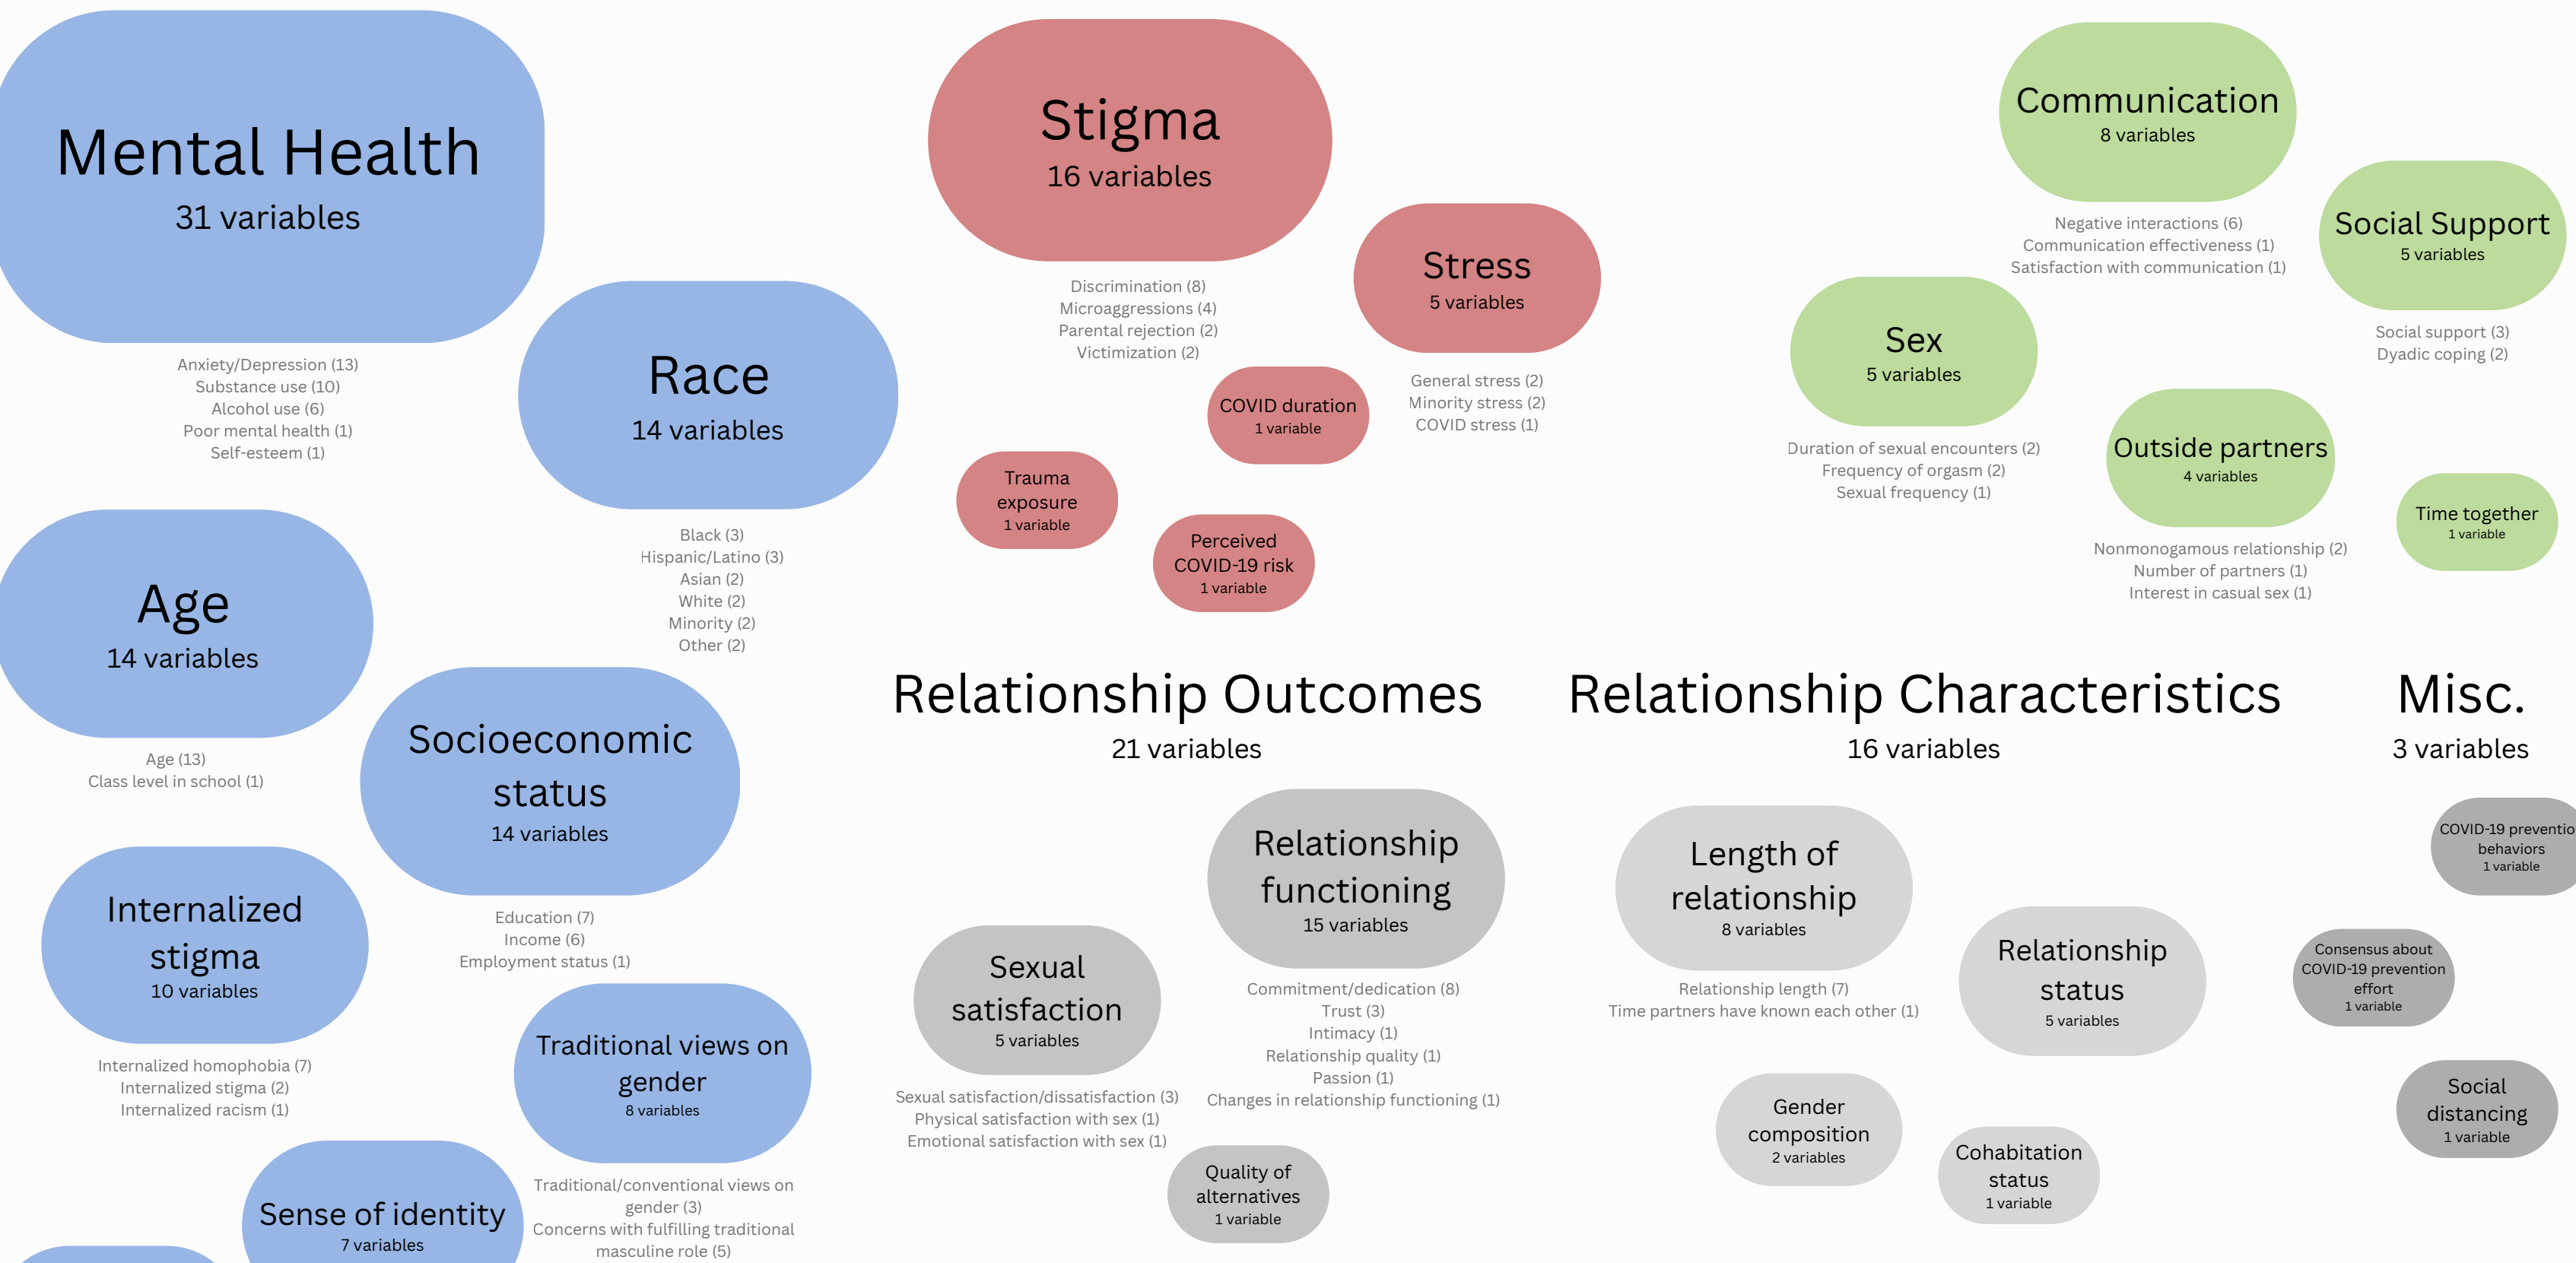 Mental Health
31 variables
Anxiety/Depression (13)
Substance use (10)
Alcohol use (6)
Poor mental health (1)
Self-esteem (1)
Race
14 variables
Black (3)
Hispanic/Latino (3)
Asian (2)
White (2)
Minority (2)
Other (2)
Age
14 variables
Age (13)
Class level in school (1)
Socioeconomic
status
14 variables
Education (7)
Income (6)
Employment status (1)
Internalized
stigma
10 variables
Internalized homophobia (7)
Internalized stigma (2)
Internalized racism (1)
Traditional views on
gender
8 variables
Traditional/conventional views on
gender (3)
Concerns with fulfilling traditional
masculine role (5)
Sense of identity
7 variables
Stigma
16 variables
Discrimination (8)
Microaggressions (4)
Parental rejection (2)
Victimization (2)
Stress
5 variables
General stress (2)
Minority stress (2)
COVID stress (1)
COVID duration
1 variable
Trauma
exposure
1 variable
Perceived
COVID-19 risk
1 variable
Communication
8 variables
Negative interactions (6)
Communication effectiveness (1)
Satisfaction with communication (1)
Social Support
5 variables
Social support (3)
Dyadic coping (2)
Sex
5 variables
Duration of sexual encounters (2)
Frequency of orgasm (2)
Sexual frequency (1)
Outside partners
4 variables
Nonmonogamous relationship (2)
Number of partners (1)
Interest in casual sex (1)
Time together
1 variable
Relationship Outcomes
21 variables
Relationship
functioning
15 variables
Commitment/dedication (8)
Trust (3)
Intimacy (1)
Relationship quality (1)
Passion (1)
Changes in relationship functioning (1)
Sexual
satisfaction
5 variables
Sexual satisfaction/dissatisfaction (3)
Physical satisfaction with sex (1)
Emotional satisfaction with sex (1)
Quality of
alternatives
1 variable
Relationship Characteristics
16 variables
Length of
relationship
8 variables
Relationship length (7)
Time partners have known each other (1)
Relationship
status
5 variables
Gender
composition
2 variables
Cohabitation
status
1 variable
Misc.
3 variables
COVID-19 preventio
behaviors
1 variable
Consensus about
COVID-19 prevention
effort
1 variable
Social
distancing
1 variable